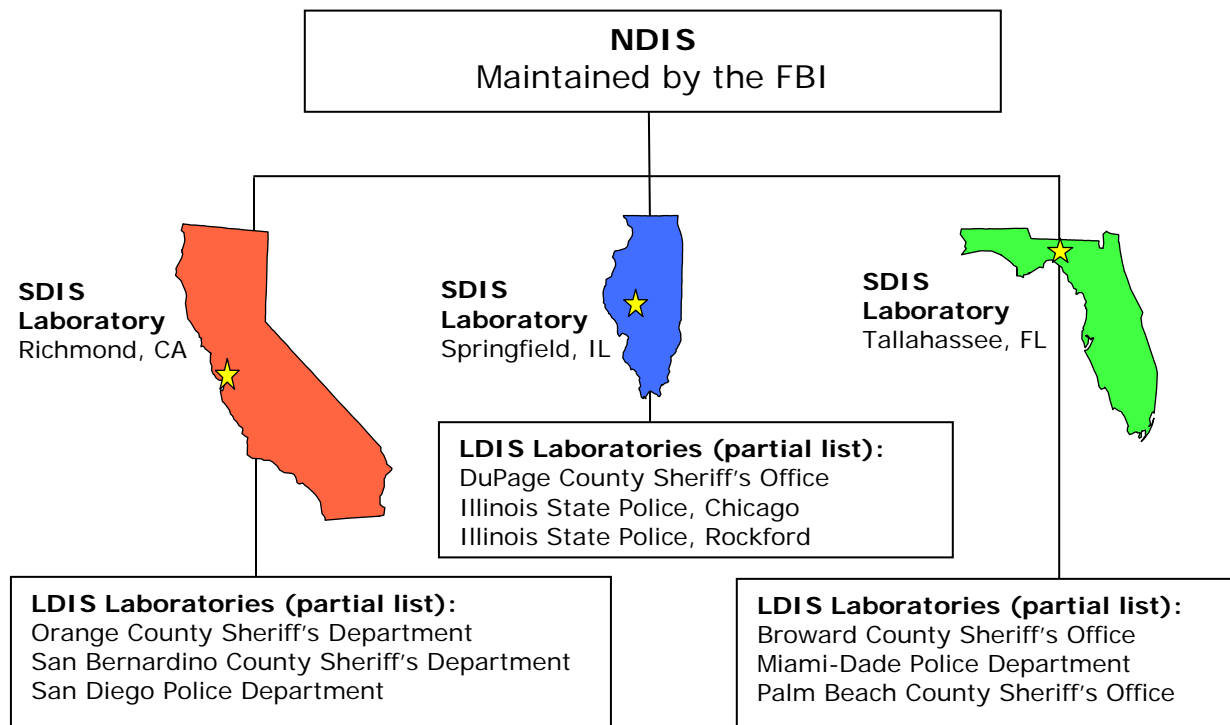 NDIS
Maintained by the FBI
SDIS
Laboratory
Richmond, CA
SDIS
Laboratory
Springfield, IL
SDIS
Laboratory
Tallahassee, FL
LDIS Laboratories (partial list):
DuPage County Sheriff's Office
Illinois State Police, Chicago
Illinois State Police, Rockford
LDIS Laboratories (partial list):
Orange County Sheriff's Department
San Bernardino County Sheriff's Department
San Diego Police Department
LDIS Laboratories (partial list):
Broward County Sheriff's Office
Miami-Dade Police Department
Palm Beach County Sheriff's Office